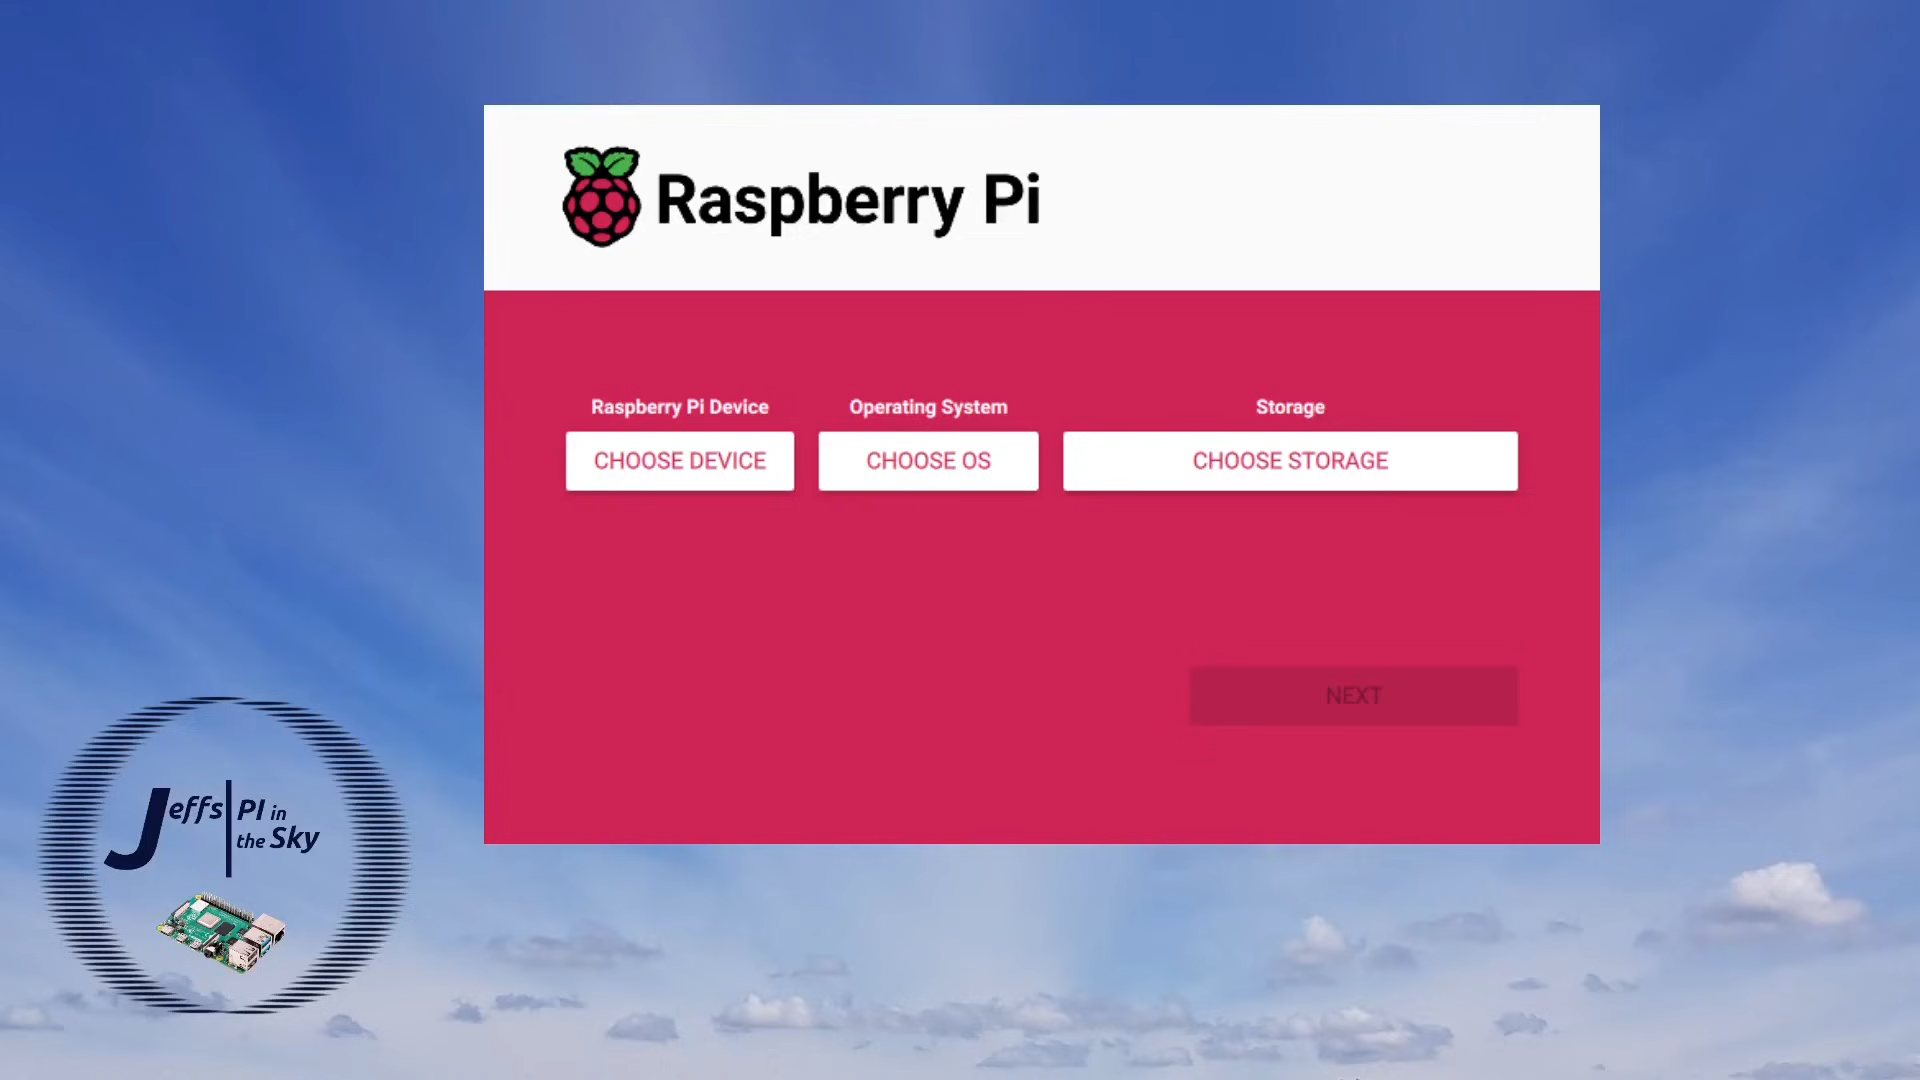 Raspberry Pi
Raspberry Pi Device
Operating System
Storage
CHOOSE DEVICE
CHOOSE OS
CHOOSE STORAGE
NEXT
Jeffs PI in
the Sky